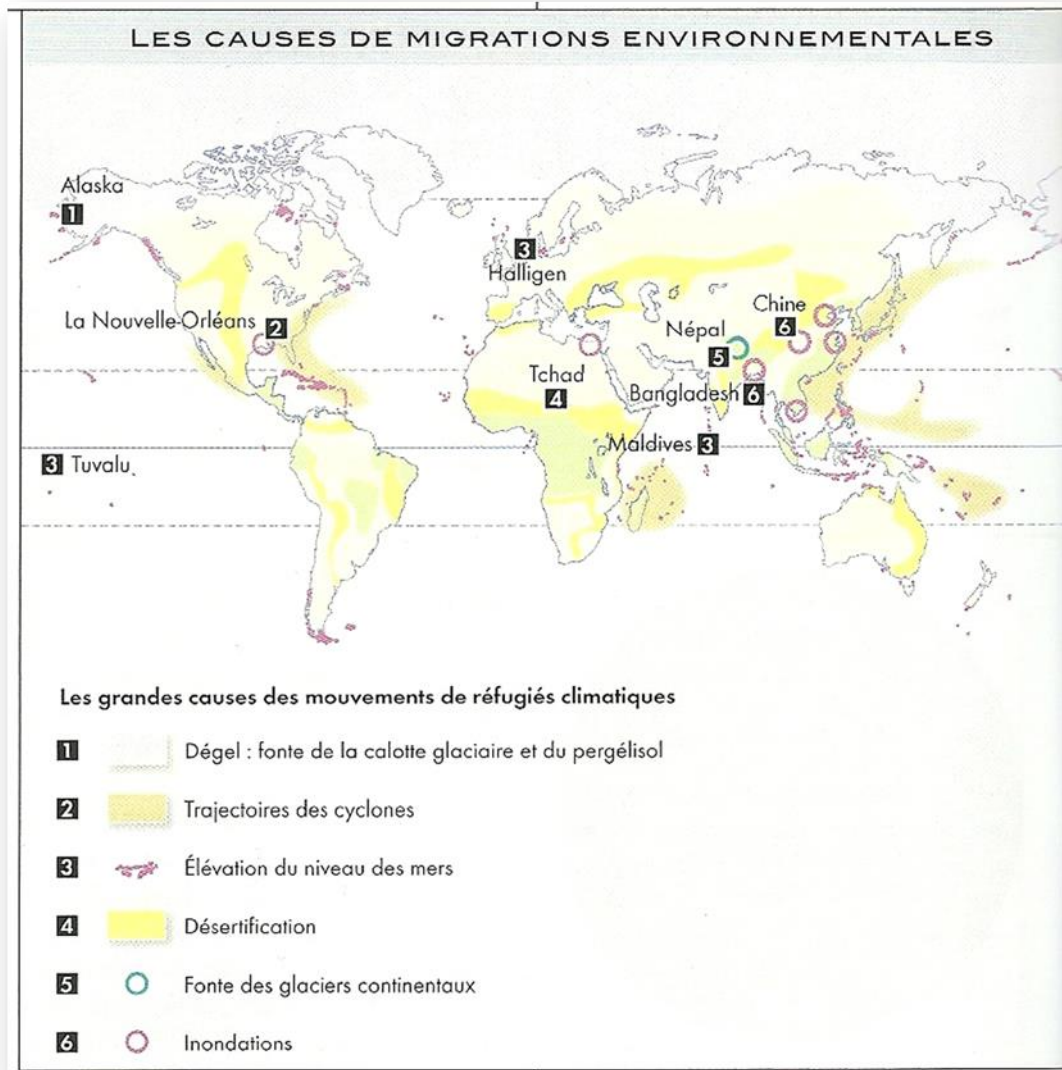 LES CAUSES DE MIGRATIONS ENVIRONNEMENTALES
Alaska
1
3
Halligen
La Nouvelle-Orléans 2
Chine
6
Népal
5
Tchad
4
Bangladesh 6
Maldives 3
3 Tuvalu
Les grandes causes des mouvements de réfugiés climatiques
1 Dégel : fonte de la calotte glaciaire et du pergélisol
2 Trajectoires des cyclones
3 Élévation du niveau des mers
4 Désertification
5 Fonte des glaciers continentaux
6 Inondations